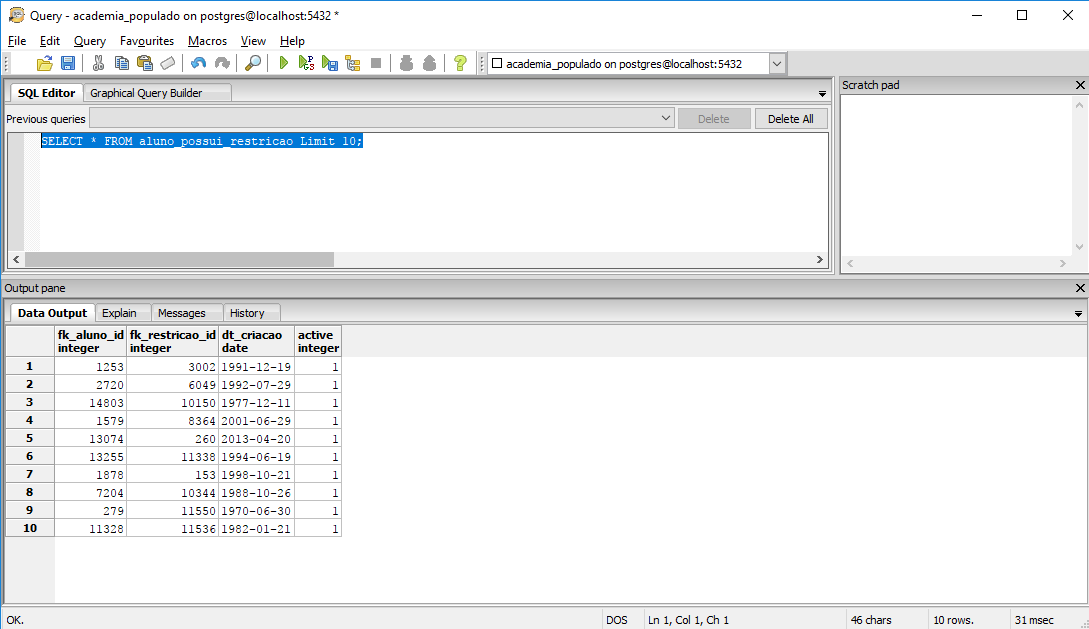 Query - academia_populado on postgres@localhost:5432 *
File Edit Query Favourites Macros View Help
academia_populado on postgres@localhost:5432
SQL Editor Graphical Query Builder
Scratch pad
Previous queries Delete Delete All
SELECT * FROM aluno_possui_restricao Limit 10;
Output pane
Data Output Explain Messages History
fk_aluno_id fk_restricao_id dt_criacao active
integer integer date integer
1 1253 3002 1991-12-19 1
2 2720 6049 1992-07-29 1
3 14803 10150 1977-12-11 1
4 1579 8364 2001-06-29 1
5 13074 260 2013-04-20 1
6 13255 11338 1994-06-19 1
7 1878 153 1998-10-21 1
8 7204 10344 1988-10-26 1
9 279 11550 1970-06-30 1
10 11328 11536 1982-01-21 1
OK. DOS Ln 1, Col 1, Ch 1 46 chars 10 rows. 31 msec